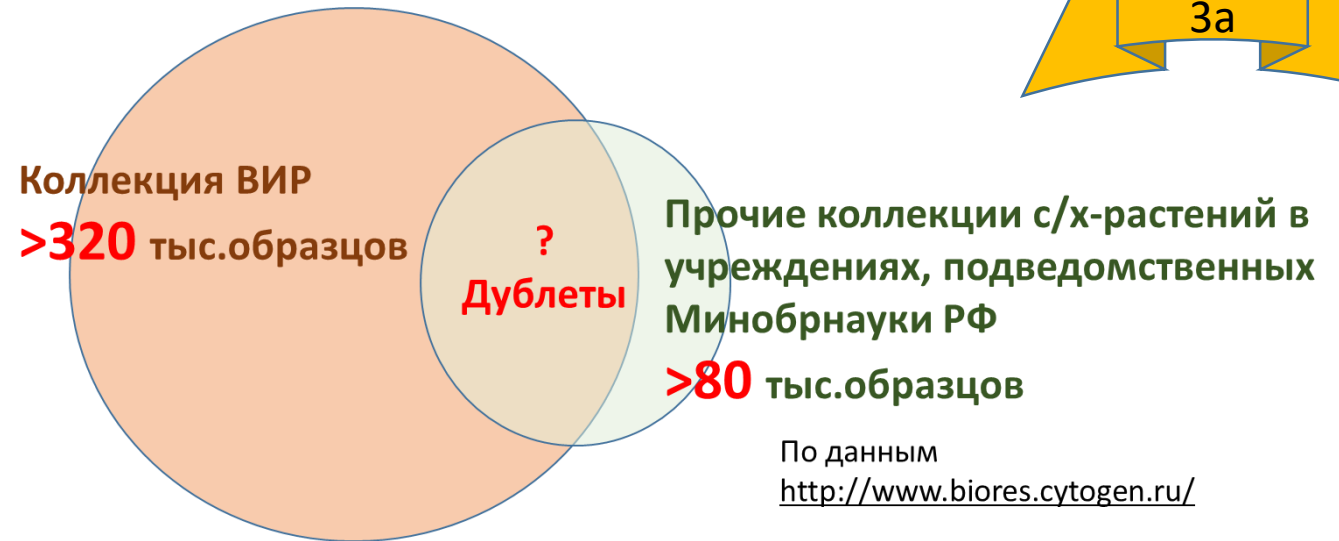 3а
Коллекция ВИР
>320 тыс.образцов
?
Дублеты
Прочие коллекции с/х-растений в
учреждениях, подведомственных
Минобрнауки РФ
>80 тыс.образцов
По данным
http://www.biores.cytogen.ru/